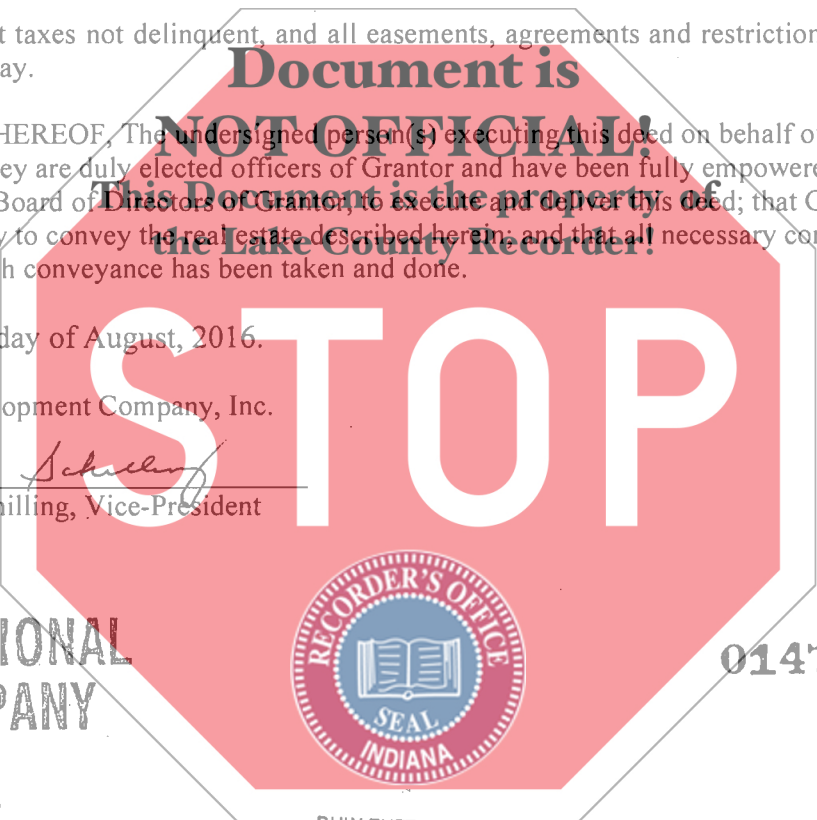 t taxes not delinquent, and all easements, agreements and restriction
ay.
Document is
NOT OFFICIAL!
This Document is the property of
the Lake County Recorder!
HEREOF, The undersigned person(s) executing this deed on behalf o
ey are duly elected officers of Grantor and have been fully empowere
Board of Directors of Grantor, to execute and deliver this deed; that C
y to convey the real estate described herein; and that all necessary co
h conveyance has been taken and done.
day of August, 2016.
STOP
opment Company, Inc.
Schilling
hilling, Vice-President
RECORDER'S OFFICE
SEAL
INDIANA
IONAL
PANY
0147